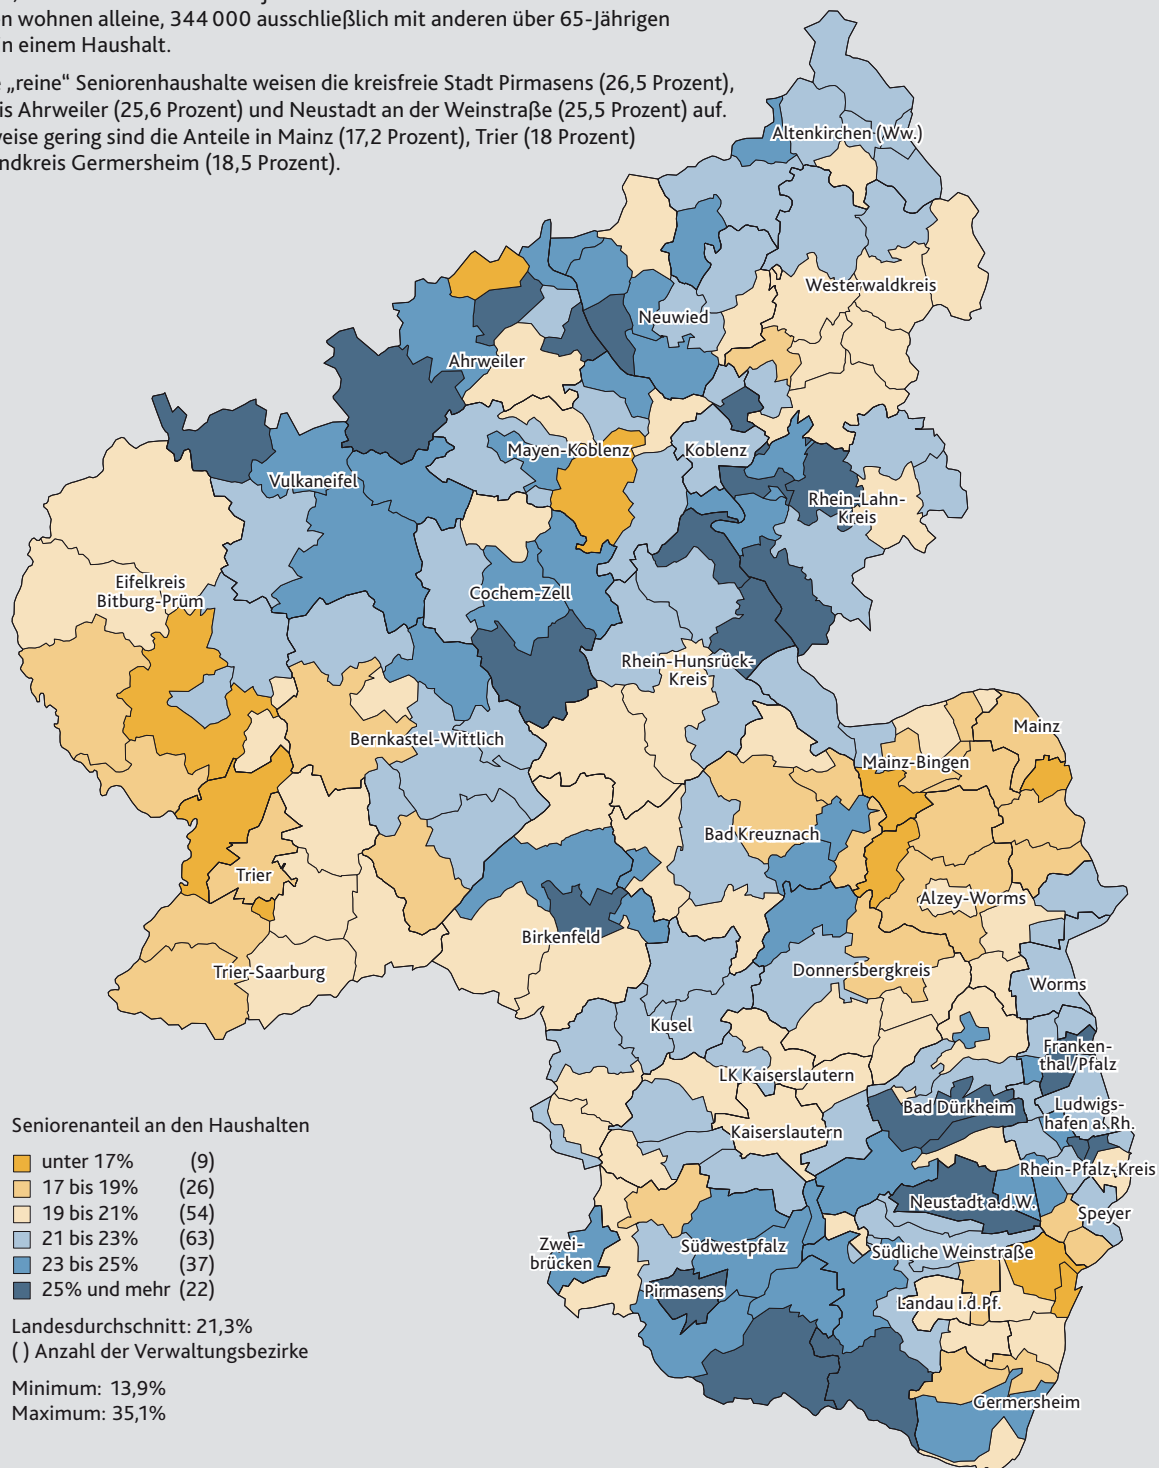 en wohnen alleine, 344 000 ausschließlich mit anderen über 65-Jährigen
n einem Haushalt.
e „reine“ Seniorenhaushalte weisen die kreisfreie Stadt Pirmasens (26,5 Prozent),
is Ahrweiler (25,6 Prozent) und Neustadt an der Weinstraße (25,5 Prozent) auf.
weise gering sind die Anteile in Mainz (17,2 Prozent), Trier (18 Prozent)
ndkreis Germersheim (18,5 Prozent).
Altenkirchen (Ww.)
Westerwaldkreis
Neuwied
Ahrweiler
Mayen-Koblenz
Koblenz
Vulkaneifel
Rhein-Lahn-
Kreis
Eifelkreis
Bitburg-Prüm
Cochem-Zell
Rhein-Hunsrück-
Kreis
Mainz
Bernkastel-Wittlich
Mainz-Bingen
Bad Kreuznach
Trier
Alzey-Worms
Birkenfeld
Trier-Saarburg
Donnersbergkreis
Worms
Kusel
Franken-
thal/Pfalz
LK Kaiserslautern
Bad Dürkheim
Ludwigs-
hafen a. Rh.
Kaiserslautern
Rhein-Pfalz-Kreis
Neustadt a.d.W.
Speyer
Zwei-
brücken
Südwestpfalz
Südliche Weinstraße
Pirmasens
Landau i.d.Pf.
Germersheim
Seniorenanteil an den Haushalten
unter 17% (9)
17 bis 19% (26)
19 bis 21% (54)
21 bis 23% (63)
23 bis 25% (37)
25% und mehr (22)
Landesdurchschnitt: 21,3%
( ) Anzahl der Verwaltungsbezirke
Minimum: 13,9%
Maximum: 35,1%